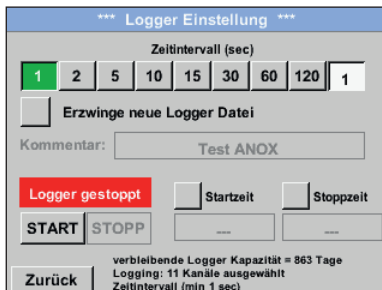 *** Logger Einstellung ***
Zeitintervall (sec)
1 2 5 10 15 30 60 120 1
Erzwinge neue Logger Datei
Kommentar: Test ANOX
Logger gestoppt Startzeit Stoppzeit
START STOPP --- ---
verbleibende Logger Kapazität = 863 Tage
Logging: 11 Kanäle ausgewählt
Zurück Zeitintervall (min 1 sec)